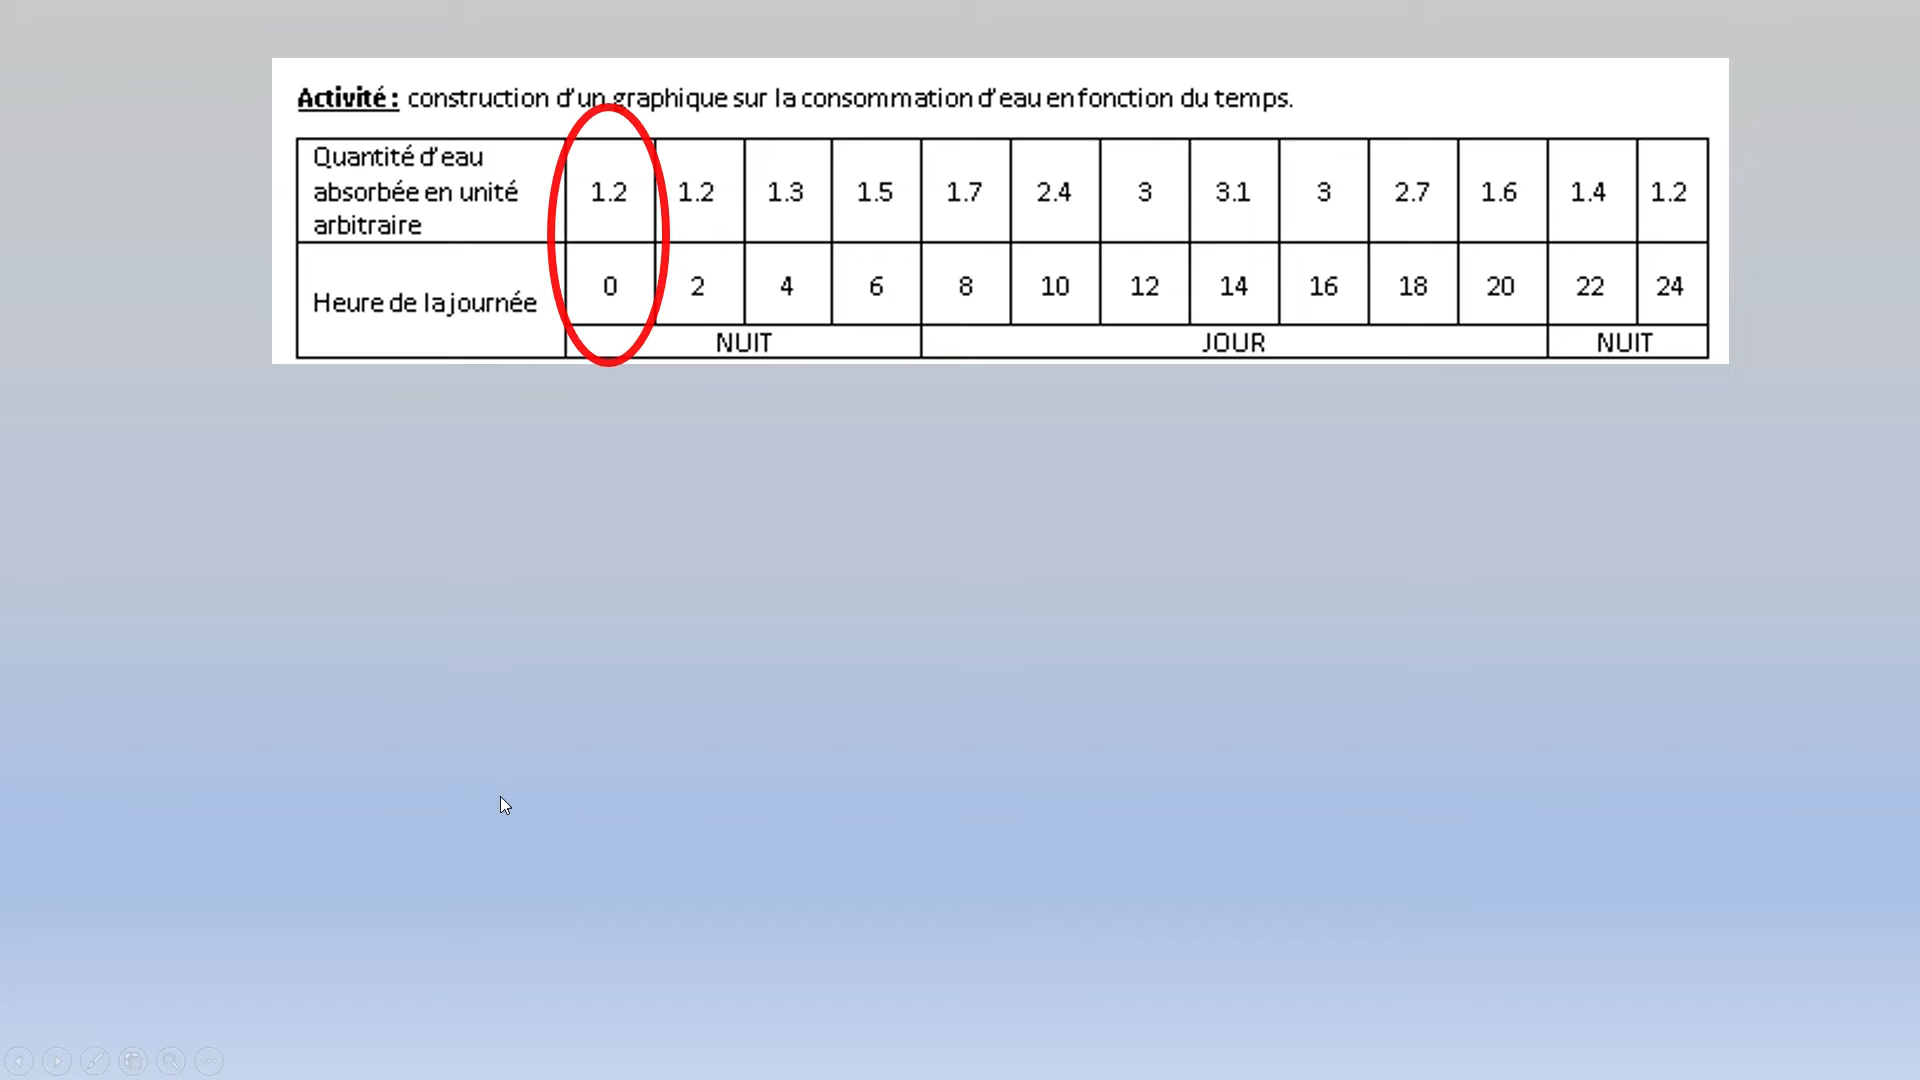 Activité : construction d'un graphique sur la consommation d'eau en fonction du temps.
Quantité d'eau
absorbée en unité
arbitraire
1.2 1.2 1.3 1.5 1.7 2.4 3 3.1 3 2.7 1.6 1.4 1.2
Heure de la journée
0 2 4 6 8 10 12 14 16 18 20 22 24
NUIT JOUR NUIT